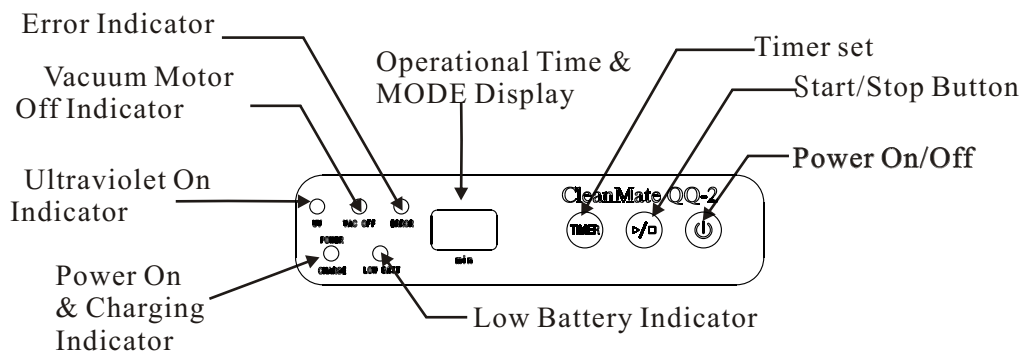 Error Indicator
Vacuum Motor
Off Indicator
Ultraviolet On
Indicator
Power On
& Charging
Indicator
Operational Time &
MODE Display
Timer set
Start/Stop Button
Power On/Off
Low Battery Indicator
CleanMate QQ-2
UV VAC OFF ERROR
POWER
CHARGE LOW BATT
min
TIMER